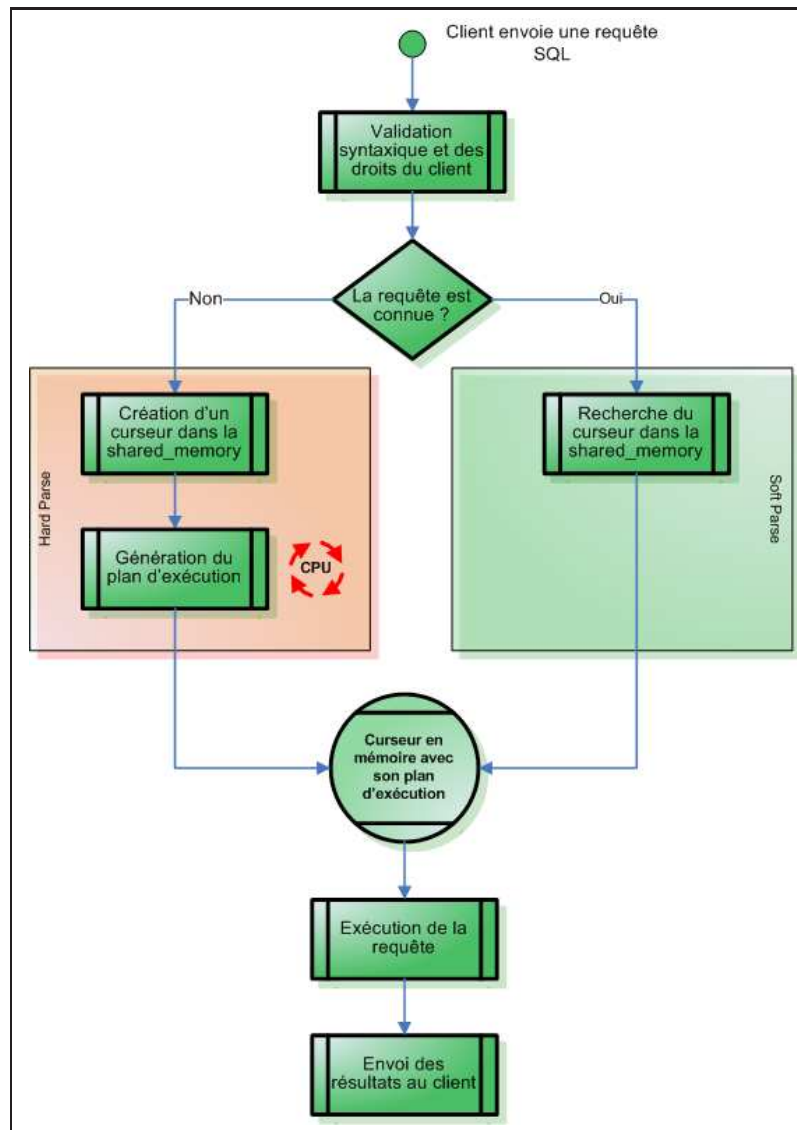 Client envoie une requête
SQL
Validation
syntaxique et des
droits du client
La requête est
connue ?
Non
Oui
Hard Parse
Création d'un
curseur dans la
shared_memory
Génération du
plan d'exécution
CPU
Recherche du
curseur dans la
shared_memory
Soft Parse
Curseur en
mémoire avec
son plan
d'exécution
Exécution de la
requête
Envoi des
résultats au client